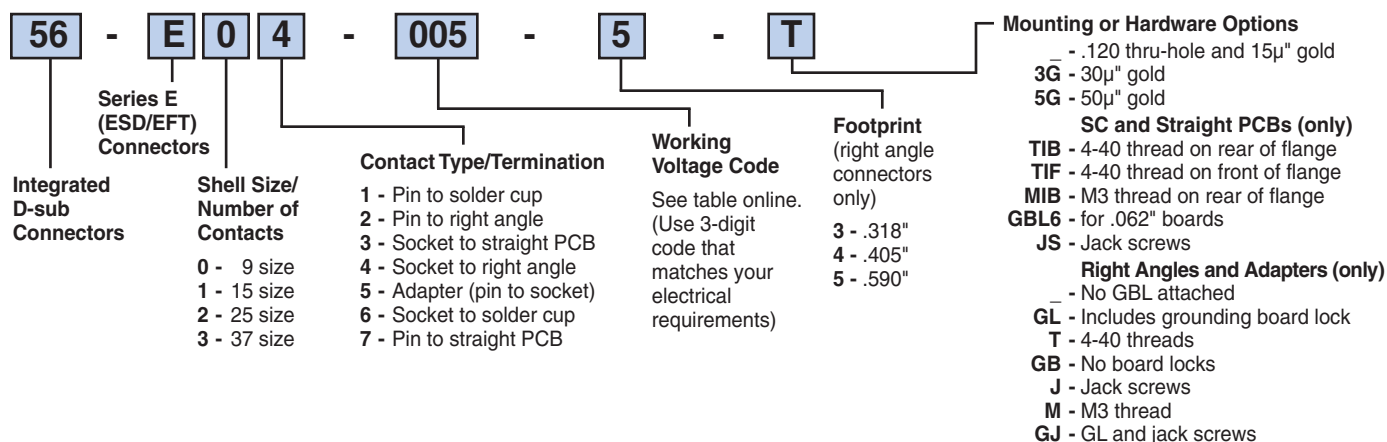 56 - E 0 4 - 005 - 5 - T
Series E
(ESD/EFT)
Connectors
Integrated
D-sub
Connectors
Shell Size/
Number of
Contacts
0 - 9 size
1 - 15 size
2 - 25 size
3 - 37 size
Contact Type/Termination
1 - Pin to solder cup
2 - Pin to right angle
3 - Socket to straight PCB
4 - Socket to right angle
5 - Adapter (pin to socket)
6 - Socket to solder cup
7 - Pin to straight PCB
Working
Voltage Code
See table online.
(Use 3-digit
code that
matches your
electrical
requirements)
Footprint
(right angle
connectors
only)
3 - .318"
4 - .405"
5 - .590"
Mounting or Hardware Options
_ - .120 thru-hole and 15µ" gold
3G - 30µ" gold
5G - 50µ" gold
SC and Straight PCBs (only)
TIB - 4-40 thread on rear of flange
TIF - 4-40 thread on front of flange
MIB - M3 thread on rear of flange
GBL6 - for .062" boards
JS - Jack screws
Right Angles and Adapters (only)
_ - No GBL attached
GL - Includes grounding board lock
T - 4-40 threads
GB - No board locks
J - Jack screws
M - M3 thread
GJ - GL and jack screws